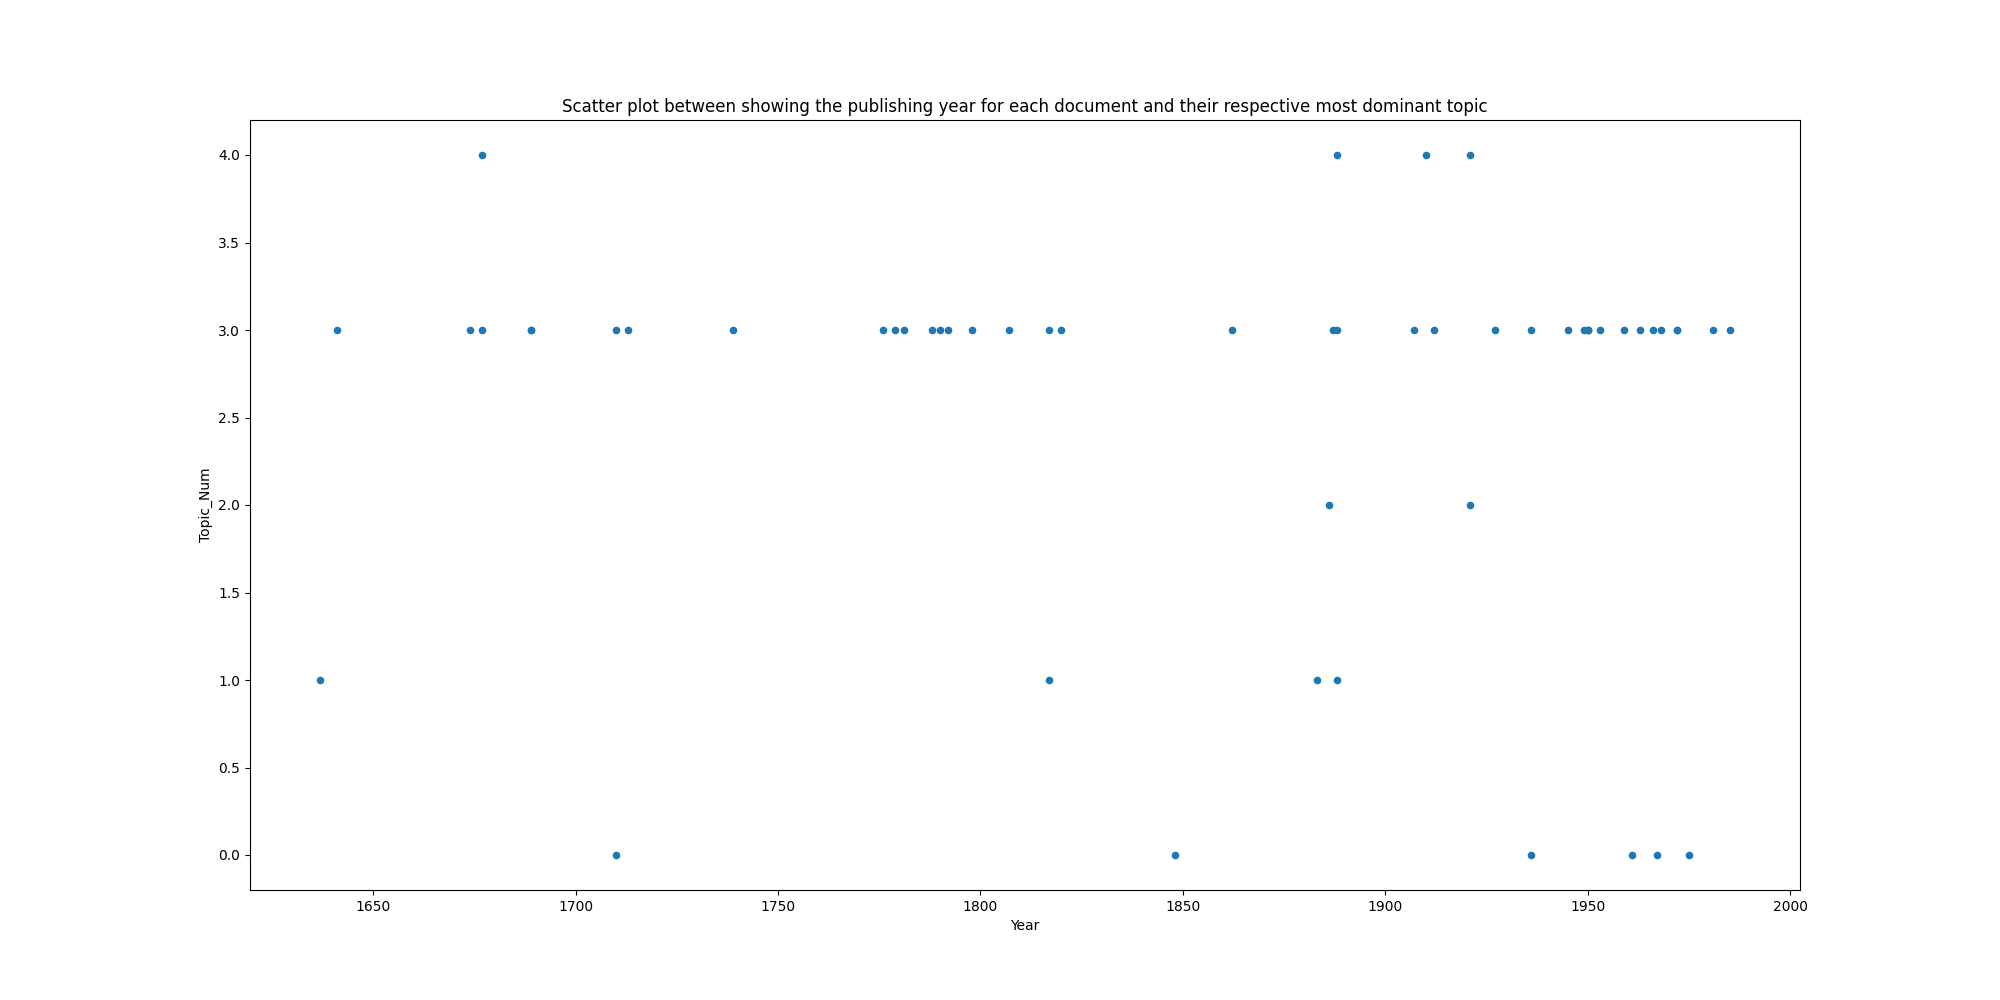 Scatter plot between showing the publishing year for each document and their respective most dominant topic
4.0
3.5
3.0
2.5
2.0
1.5
1.0
0.5
0.0
Topic_Num
1650 1700 1750 1800 1850 1900 1950 2000
Year